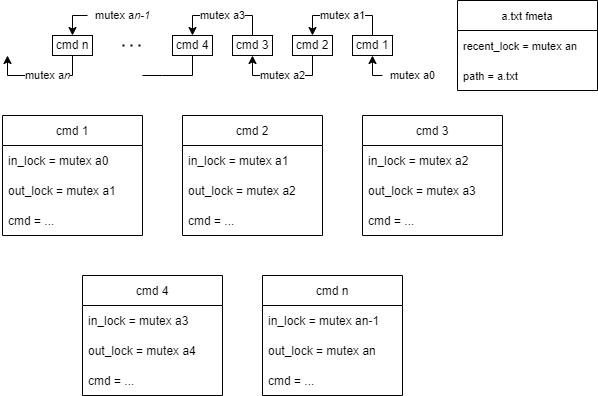 mutex an-1
mutex a3
mutex a1
a.txt fmeta
cmd n
...
cmd 4
cmd 3
cmd 2
cmd 1
recent_lock = mutex an
mutex an
mutex a2
mutex a0
path = a.txt
cmd 1
in_lock = mutex a0
out_lock = mutex a1
cmd = ...
cmd 2
in_lock = mutex a1
out_lock = mutex a2
cmd = ...
cmd 3
in_lock = mutex a2
out_lock = mutex a3
cmd = ...
cmd 4
in_lock = mutex a3
out_lock = mutex a4
cmd = ...
cmd n
in_lock = mutex an-1
out_lock = mutex an
cmd = ...